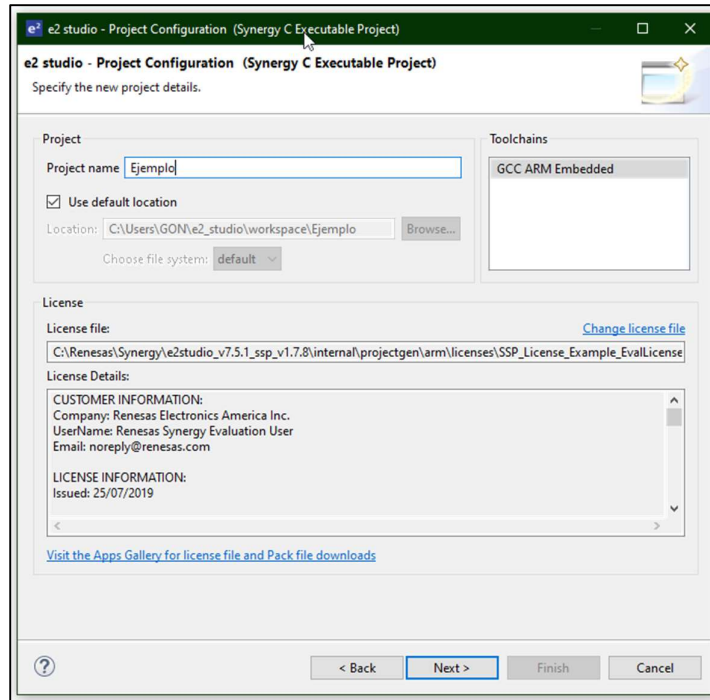 e² e2 studio - Project Configuration (Synergy C Executable Project)
e2 studio - Project Configuration (Synergy C Executable Project)
Specify the new project details.
Project
Project name Ejemplo
Use default location
Location: C:\Users\GON\e2_studio\workspace\Ejemplo Browse...
Choose file system: default
Toolchains
GCC ARM Embedded
License
License file: Change license file
C:\Renesas\Synergy\e2studio_v7.5.1_ssp_v1.7.8\internal\projectgen\arm\licenses\SSP_License_Example_EvalLicense
License Details:
CUSTOMER INFORMATION:
Company: Renesas Electronics America Inc.
UserName: Renesas Synergy Evaluation User
Email: noreply@renesas.com
LICENSE INFORMATION:
Issued: 25/07/2019
Visit the Apps Gallery for license file and Pack file downloads
? < Back Next > Finish Cancel